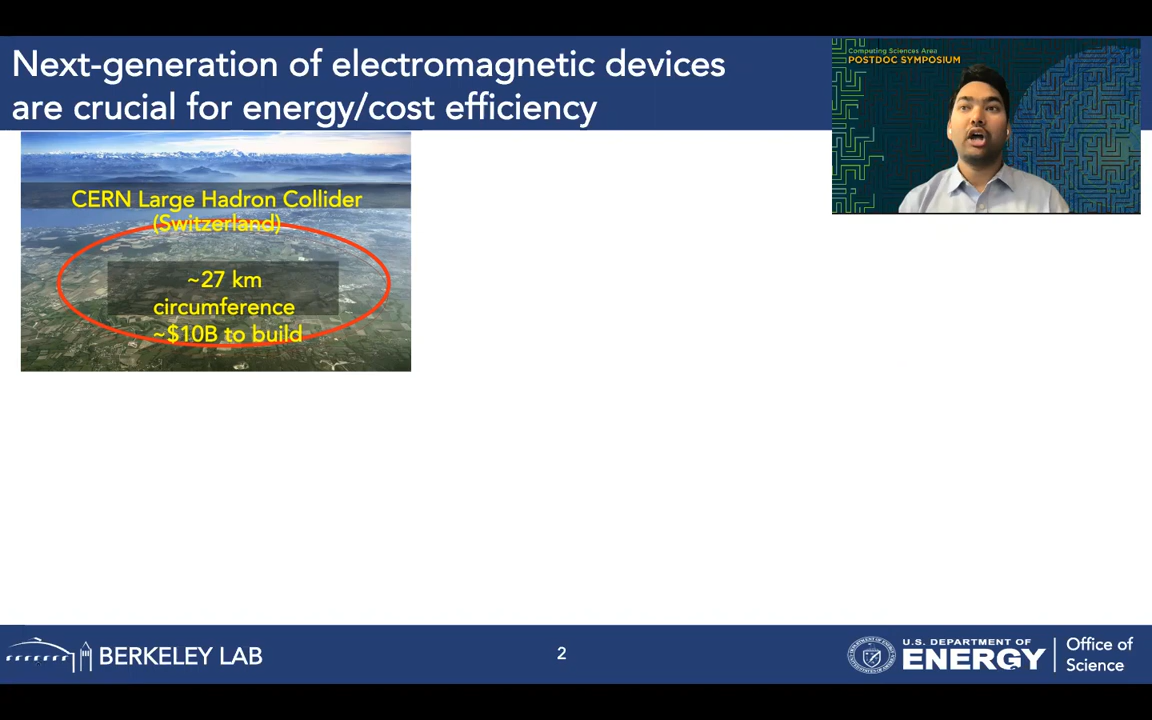 Next-generation of electromagnetic devices
are crucial for energy/cost efficiency
Computing Sciences Area
POSTDOC SYMPOSIUM
CERN Large Hadron Collider
(Switzerland)
~27 km
circumference
~$10B to build
BERKELEY LAB
2
U.S. DEPARTMENT OF
ENERGY
Office of
Science